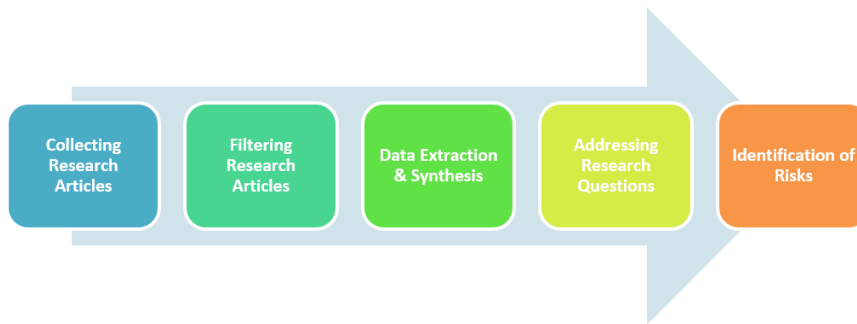 Collecting
Research
Articles
Filtering
Research
Articles
Data Extraction
& Synthesis
Addressing
Research
Questions
Identification of
Risks